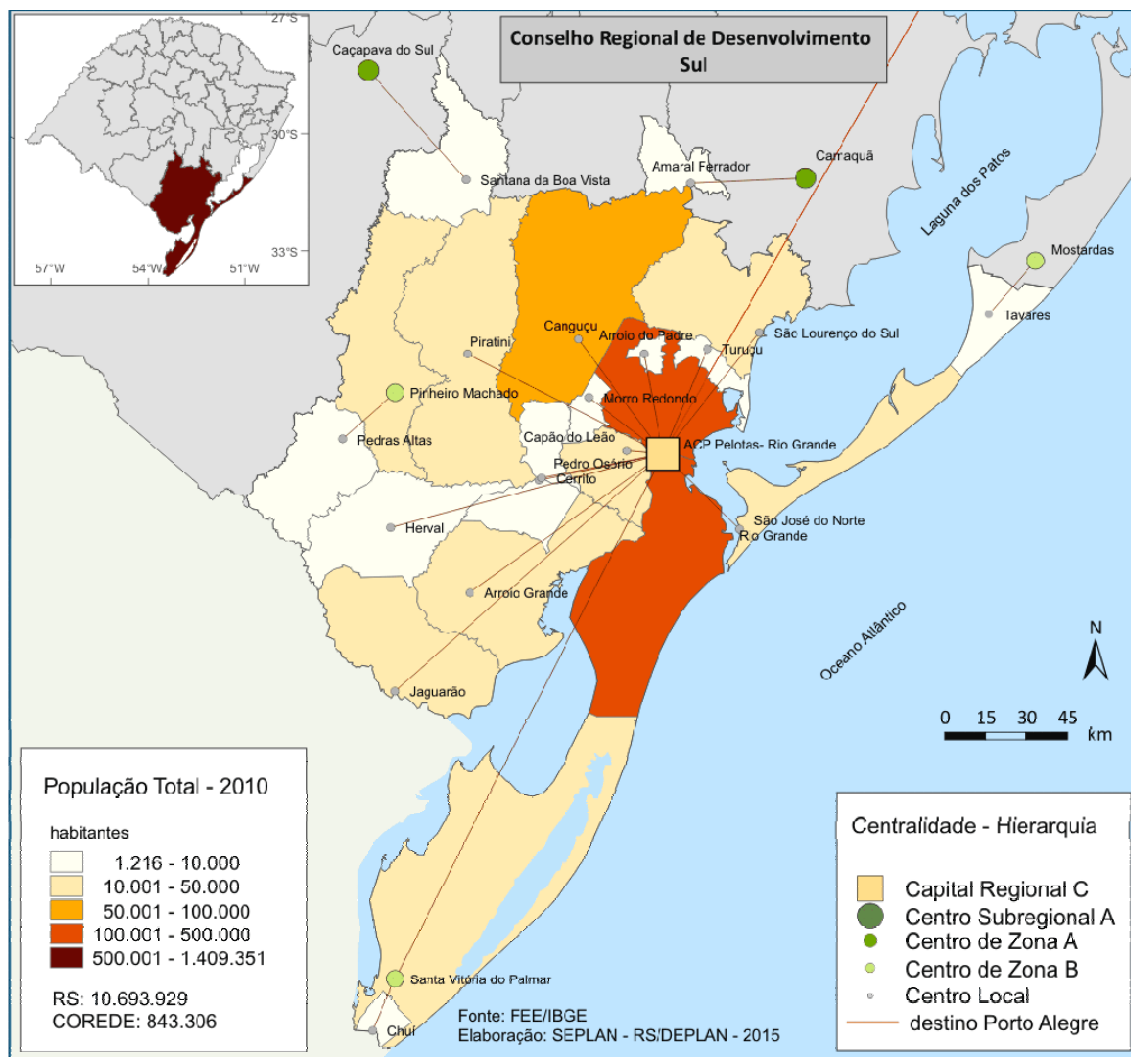 27°S
30°S
33°S
57°W
54°W
51°W
Conselho Regional de Desenvolvimento
Sul
Caçapava do Sul
Santana da Boa Vista
Amaral Ferrador
Carraquã
Laguna dos Patos
Mostardas
Tavares
São Lourenço do Sul
Canguçu
Arroio do Padre
Turuçu
Piratini
Pinheiro Machado
Morro Redondo
Pedras Altas
Capão do Leão
ACP Pelotas- Rio Grande
Pedro Osório
Cerrito
Herval
São José do Norte
Rio Grande
Arroio Grande
Oceano Atlântico
Jaguarão
N
0 15 30 45
km
População Total - 2010
habitantes
1.216 - 10.000
10.001 - 50.000
50.001 - 100.000
100.001 - 500.000
500.001 - 1.409.351
RS: 10.693.929
COREDE: 843.306
Santa Vitória do Palmar
Chuí
Fonte: FEE/IBGE
Elaboração: SEPLAN - RS/DEPLAN - 2015
Centralidade - Hierarquia
Capital Regional C
Centro Subregional A
Centro de Zona A
Centro de Zona B
Centro Local
destino Porto Alegre